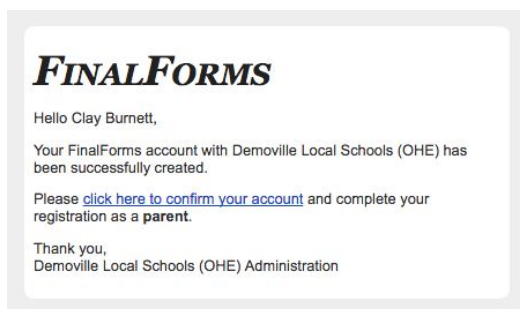 FINALFORMS
Hello Clay Burnett,
Your FinalForms account with Demoville Local Schools (OHE) has
been successfully created.
Please click here to confirm your account and complete your
registration as a parent.
Thank you,
Demoville Local Schools (OHE) Administration